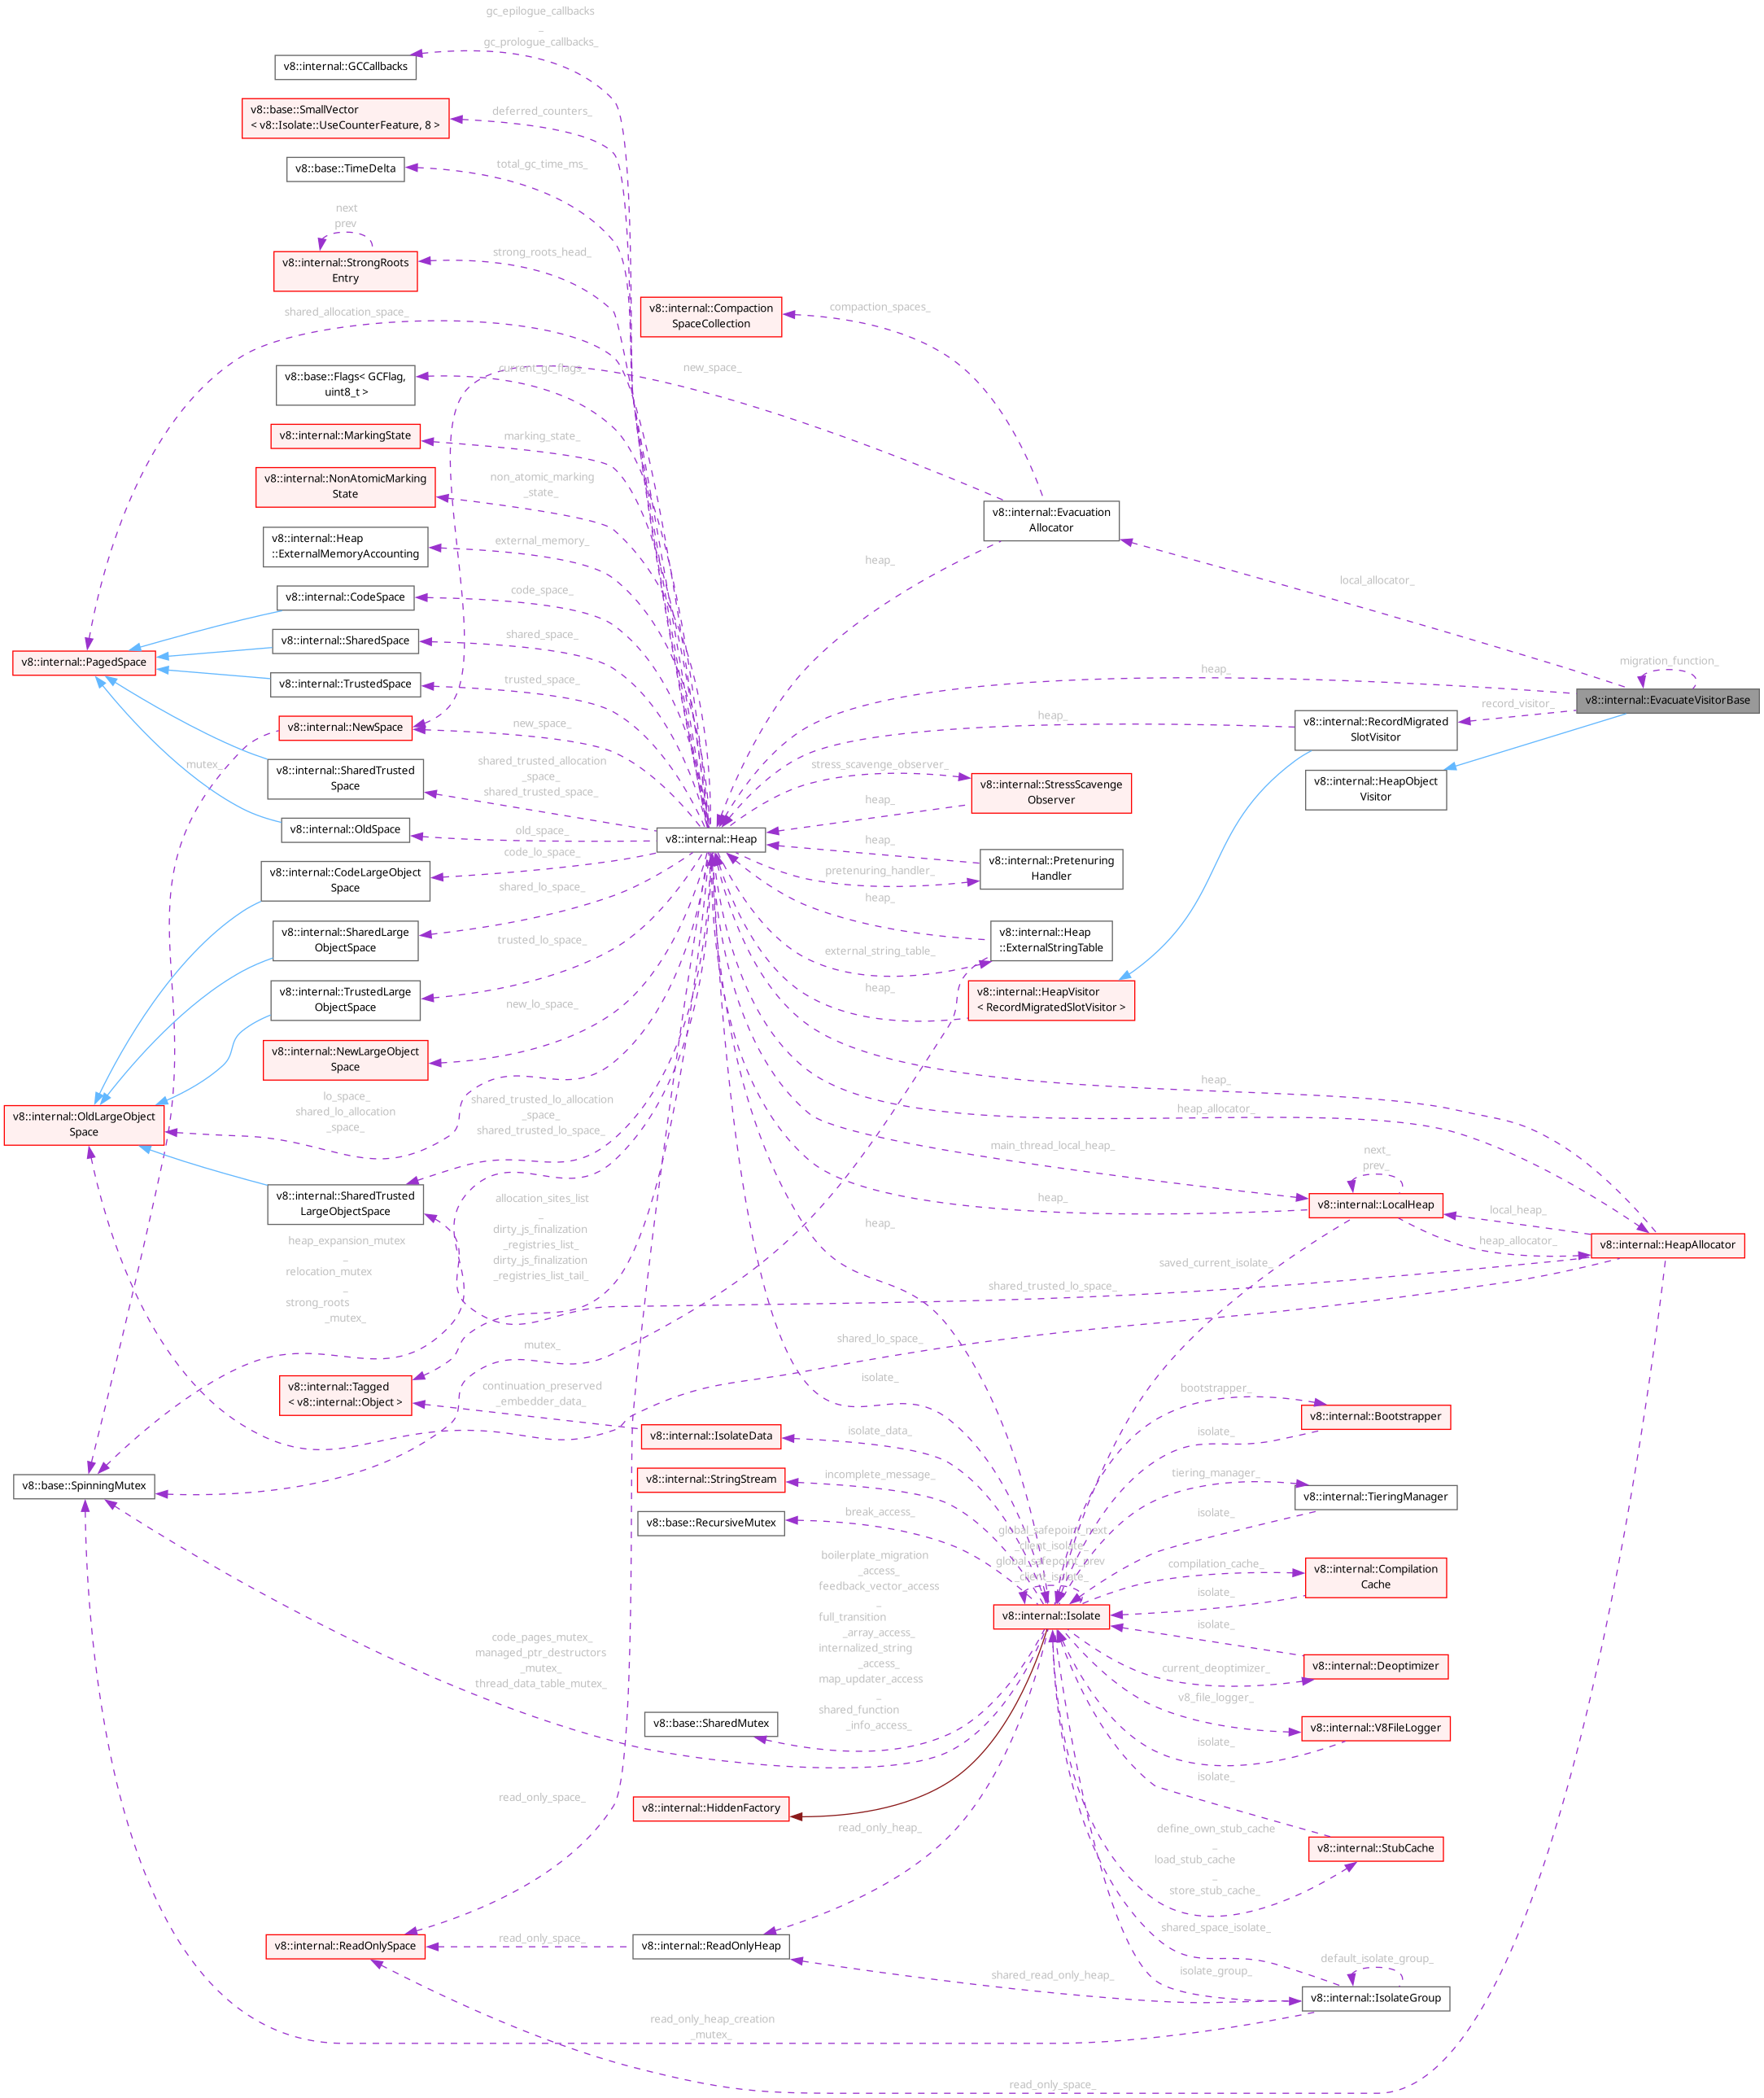 gc_epilogue_callbacks
_
gc_prologue_callbacks_
v8::internal::GCCallbacks
v8::base::SmallVector
< v8::Isolate::UseCounterFeature, 8 >
deferred_counters_
v8::base::TimeDelta
total_gc_time_ms_
next
prev
v8::internal::StrongRoots
Entry
strong_roots_head_
shared_allocation_space_
v8::internal::Compaction
SpaceCollection
compaction_spaces_
v8::base::Flags< GCFlag,
uint8_t >
current_gc_flags_
new_space_
v8::internal::MarkingState
marking_state_
v8::internal::NonAtomicMarking
State
non_atomic_marking
_state_
v8::internal::Evacuation
Allocator
v8::internal::Heap
::ExternalMemoryAccounting
external_memory_
heap_
v8::internal::CodeSpace
code_space_
local_allocator_
v8::internal::SharedSpace
shared_space_
v8::internal::PagedSpace
v8::internal::TrustedSpace
trusted_space_
heap_
migration_function_
v8::internal::EvacuateVisitorBase
record_visitor_
v8::internal::NewSpace
new_space_
heap_
v8::internal::RecordMigrated
SlotVisitor
mutex_
v8::internal::SharedTrusted
Space
shared_trusted_allocation
_space_
shared_trusted_space_
stress_scavenge_observer_
v8::internal::StressScavenge
Observer
v8::internal::HeapObject
Visitor
heap_
v8::internal::OldSpace
old_space_
v8::internal::Heap
heap_
v8::internal::Pretenuring
Handler
v8::internal::CodeLargeObject
Space
code_lo_space_
pretenuring_handler_
shared_lo_space_
heap_
v8::internal::SharedLarge
ObjectSpace
trusted_lo_space_
external_string_table_
v8::internal::Heap
::ExternalStringTable
v8::internal::TrustedLarge
ObjectSpace
new_lo_space_
heap_
v8::internal::HeapVisitor
< RecordMigratedSlotVisitor >
v8::internal::NewLargeObject
Space
heap_
v8::internal::OldLargeObject
Space
lo_space_
shared_lo_allocation
_space_
shared_trusted_lo_allocation
_space_
shared_trusted_lo_space_
heap_allocator_
main_thread_local_heap_
next_
prev_
v8::internal::SharedTrusted
LargeObjectSpace
allocation_sites_list
_
dirty_js_finalization
_registries_list_
dirty_js_finalization
_registries_list_tail_
heap_
v8::internal::LocalHeap
local_heap_
heap_allocator_
v8::internal::HeapAllocator
heap_expansion_mutex
_
relocation_mutex
_
strong_roots
_mutex_
heap_
saved_current_isolate_
shared_trusted_lo_space_
mutex_
shared_lo_space_
isolate_
v8::internal::Tagged
< v8::internal::Object >
continuation_preserved
_embedder_data_
bootstrapper_
v8::internal::Bootstrapper
v8::internal::IsolateData
isolate_data_
isolate_
v8::base::SpinningMutex
v8::internal::StringStream
incomplete_message_
tiering_manager_
v8::internal::TieringManager
v8::base::RecursiveMutex
break_access_
isolate_
global_safepoint_next
_client_isolate_
global_safepoint_prev
_client_isolate_
boilerplate_migration
_access_
feedback_vector_access
_
full_transition
_array_access_
internalized_string
_access_
map_updater_access
_
shared_function
_info_access_
compilation_cache_
v8::internal::Compilation
Cache
isolate_
v8::internal::Isolate
isolate_
code_pages_mutex_
managed_ptr_destructors
_mutex_
thread_data_table_mutex_
current_deoptimizer_
v8::internal::Deoptimizer
v8_file_logger_
v8::internal::V8FileLogger
v8::base::SharedMutex
isolate_
isolate_
read_only_space_
v8::internal::HiddenFactory
read_only_heap_
define_own_stub_cache
_
load_stub_cache
_
store_stub_cache_
v8::internal::StubCache
shared_space_isolate_
v8::internal::ReadOnlySpace
read_only_space_
v8::internal::ReadOnlyHeap
shared_read_only_heap_
isolate_group_
default_isolate_group_
v8::internal::IsolateGroup
read_only_heap_creation
_mutex_
read_only_space_